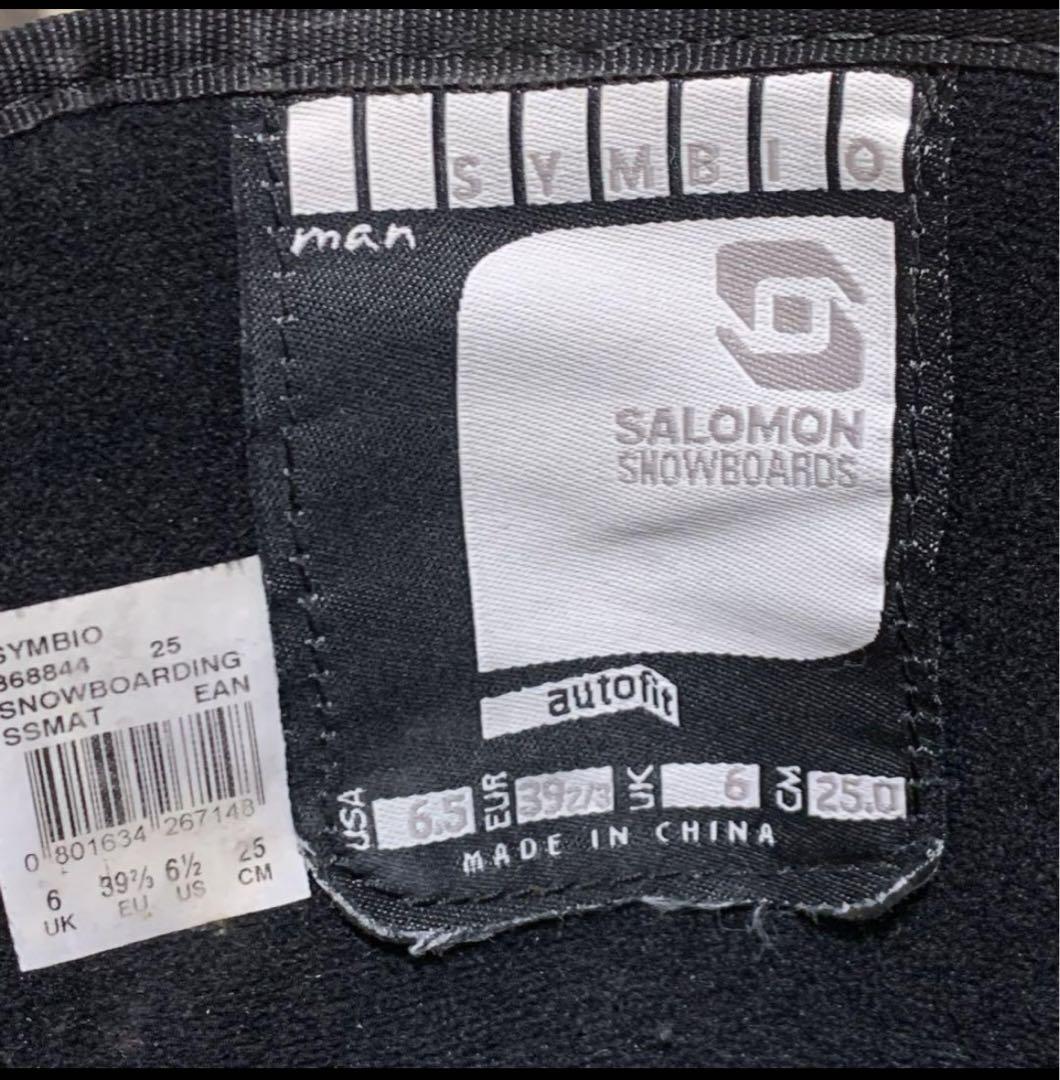 SYMBIO
man
SALOMON
SNOWBOARDS
autofit
USA 6.5 EUR 39 2/3 UK 6 CM 25.0
MADE IN CHINA
SYMBIO
368844 25
SNOWBOARDING
SSMAT EAN
0 801634 267148
6 39⅔ 6½ 25
UK EU US CM